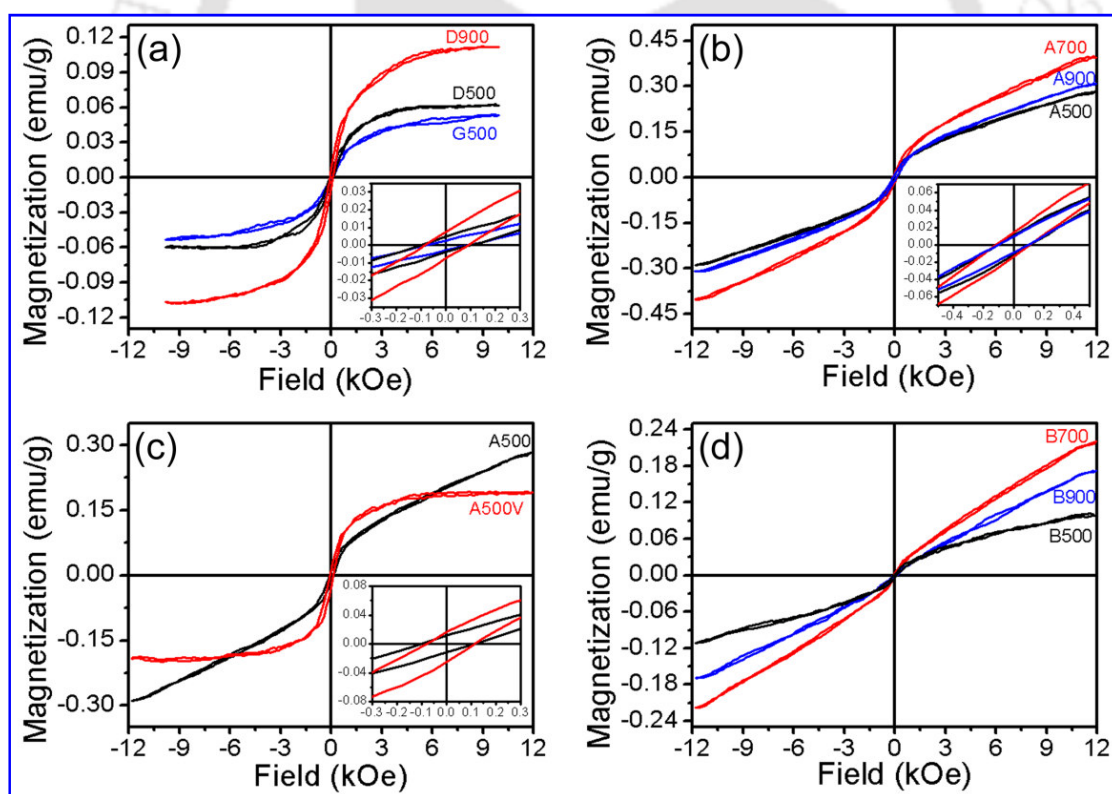 (a)
D900
D500
G500
Magnetization (emu/g)
0.12
0.09
0.06
0.03
0.00
-0.03
-0.06
-0.09
-0.12
-12 -9 -6 -3 0 3 6 9 12
Field (kOe)
0.03
0.02
0.01
0.00
-0.01
-0.02
-0.03
-0.3 -0.2 -0.1 0.0 0.1 0.2 0.3
(b)
A700
A900
A500
Magnetization (emu/g)
0.45
0.30
0.15
0.00
-0.15
-0.30
-0.45
-12 -9 -6 -3 0 3 6 9 12
Field (kOe)
0.06
0.04
0.02
0.00
-0.02
-0.04
-0.06
-0.4 -0.2 0.0 0.2 0.4
(c)
A500
A500V
Magnetization (emu/g)
0.30
0.15
0.00
-0.15
-0.30
-12 -9 -6 -3 0 3 6 9 12
Field (kOe)
0.08
0.04
0.00
-0.04
-0.08
-0.3 -0.2 -0.1 0.0 0.1 0.2 0.3
(d)
B700
B900
B500
Magnetization (emu/g)
0.24
0.18
0.12
0.06
0.00
-0.06
-0.12
-0.18
-0.24
-12 -9 -6 -3 0 3 6 9 12
Field (kOe)